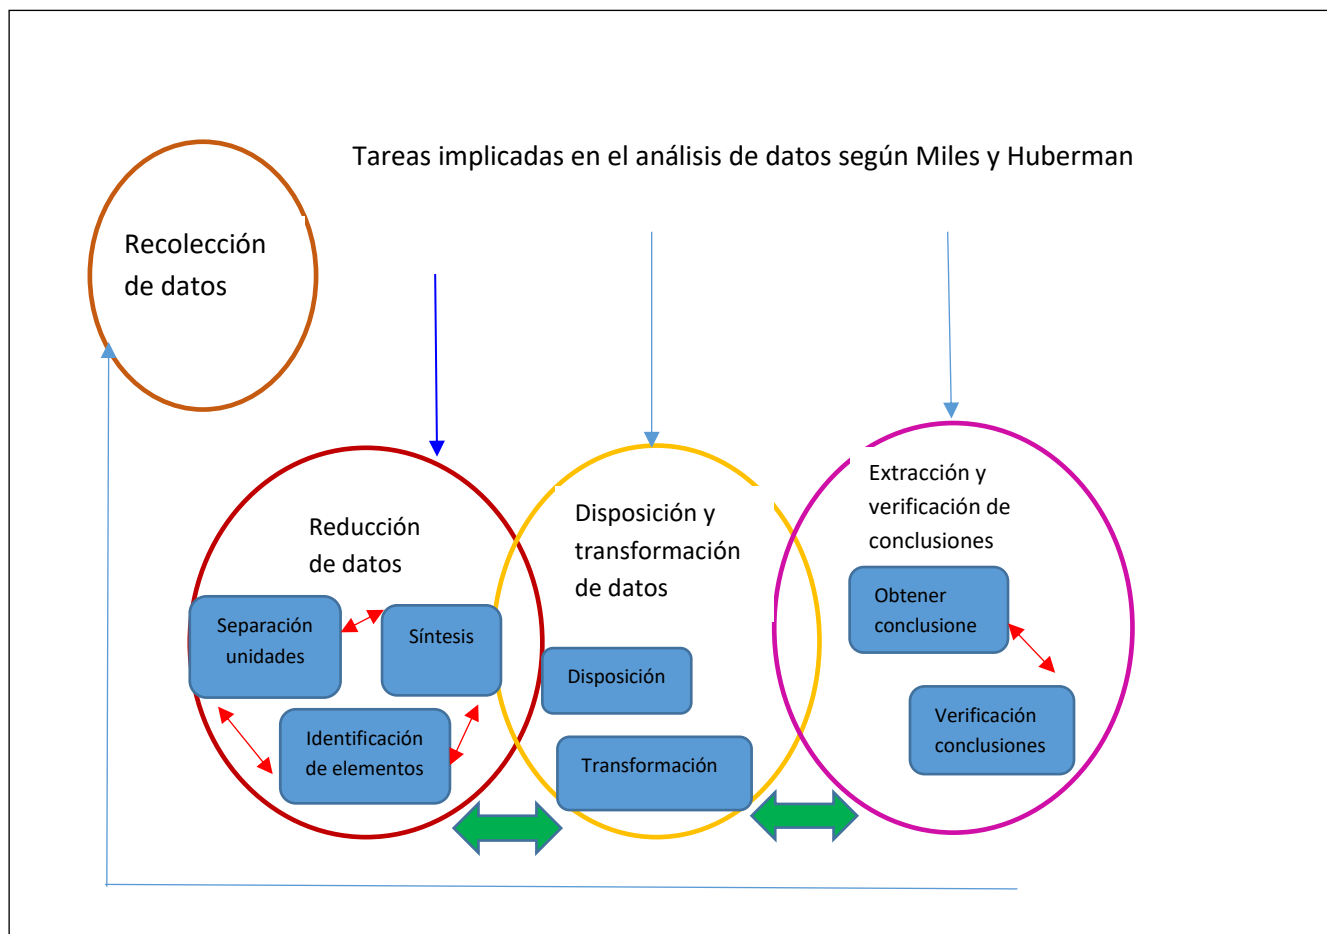 Tareas implicadas en el análisis de datos según Miles y Huberman
Recolección
de datos
Reducción
de datos
Separación
unidades
Síntesis
Identificación
de elementos
Disposición y
transformación
de datos
Disposición
Transformación
Extracción y
verificación de
conclusiones
Obtener
conclusione
Verificación
conclusiones